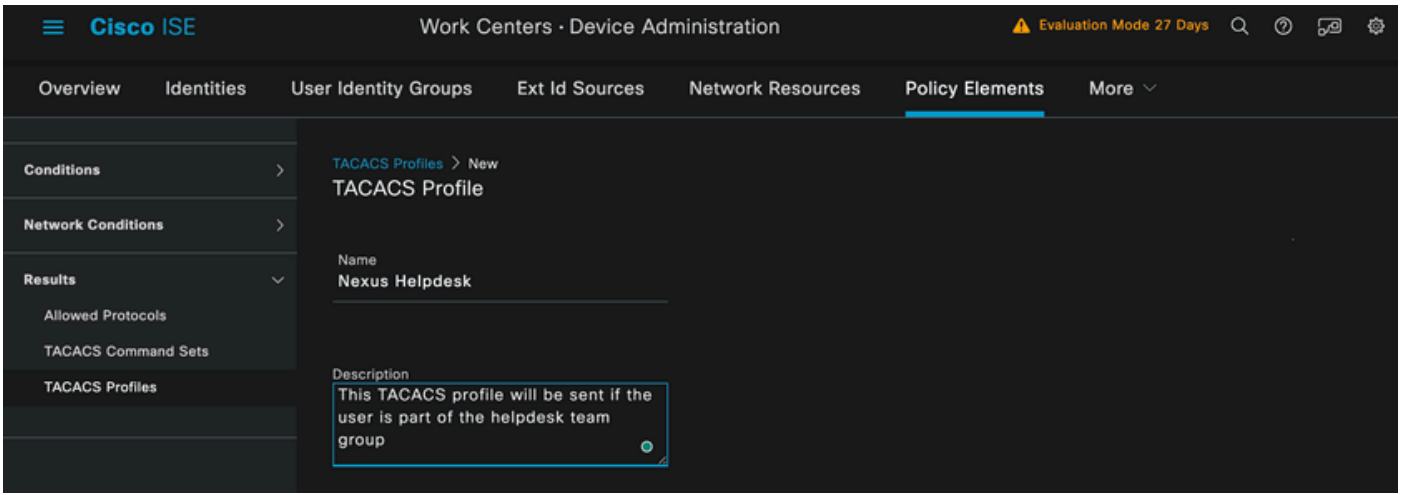 Cisco ISE
Work Centers · Device Administration
Evaluation Mode 27 Days
Overview
Identities
User Identity Groups
Ext Id Sources
Network Resources
Policy Elements
More
Conditions
Network Conditions
Results
Allowed Protocols
TACACS Command Sets
TACACS Profiles
TACACS Profiles > New
TACACS Profile
Name
Nexus Helpdesk
Description
This TACACS profile will be sent if the
user is part of the helpdesk team
group